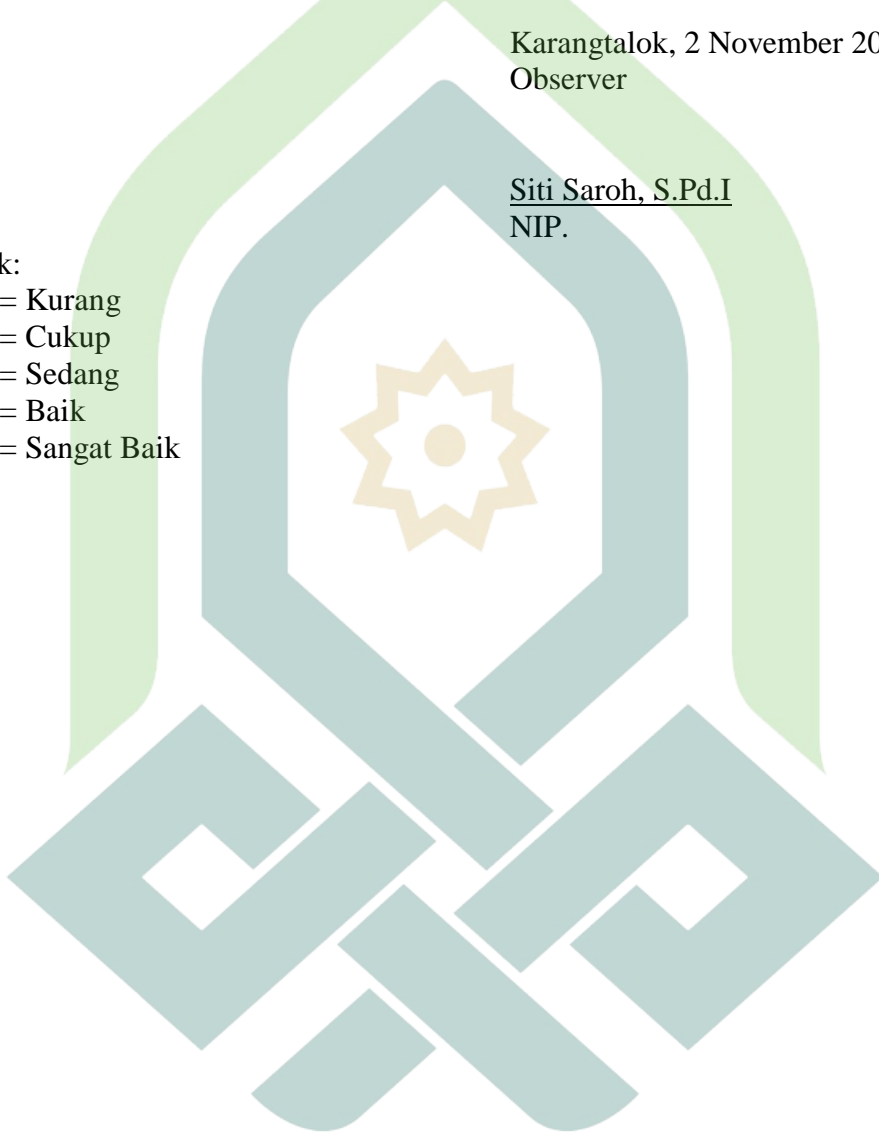 Karangtalok, 2 November 20
Observer
Siti Saroh, S.Pd.I
NIP.
k:
= Kurang
= Cukup
= Sedang
= Baik
= Sangat Baik